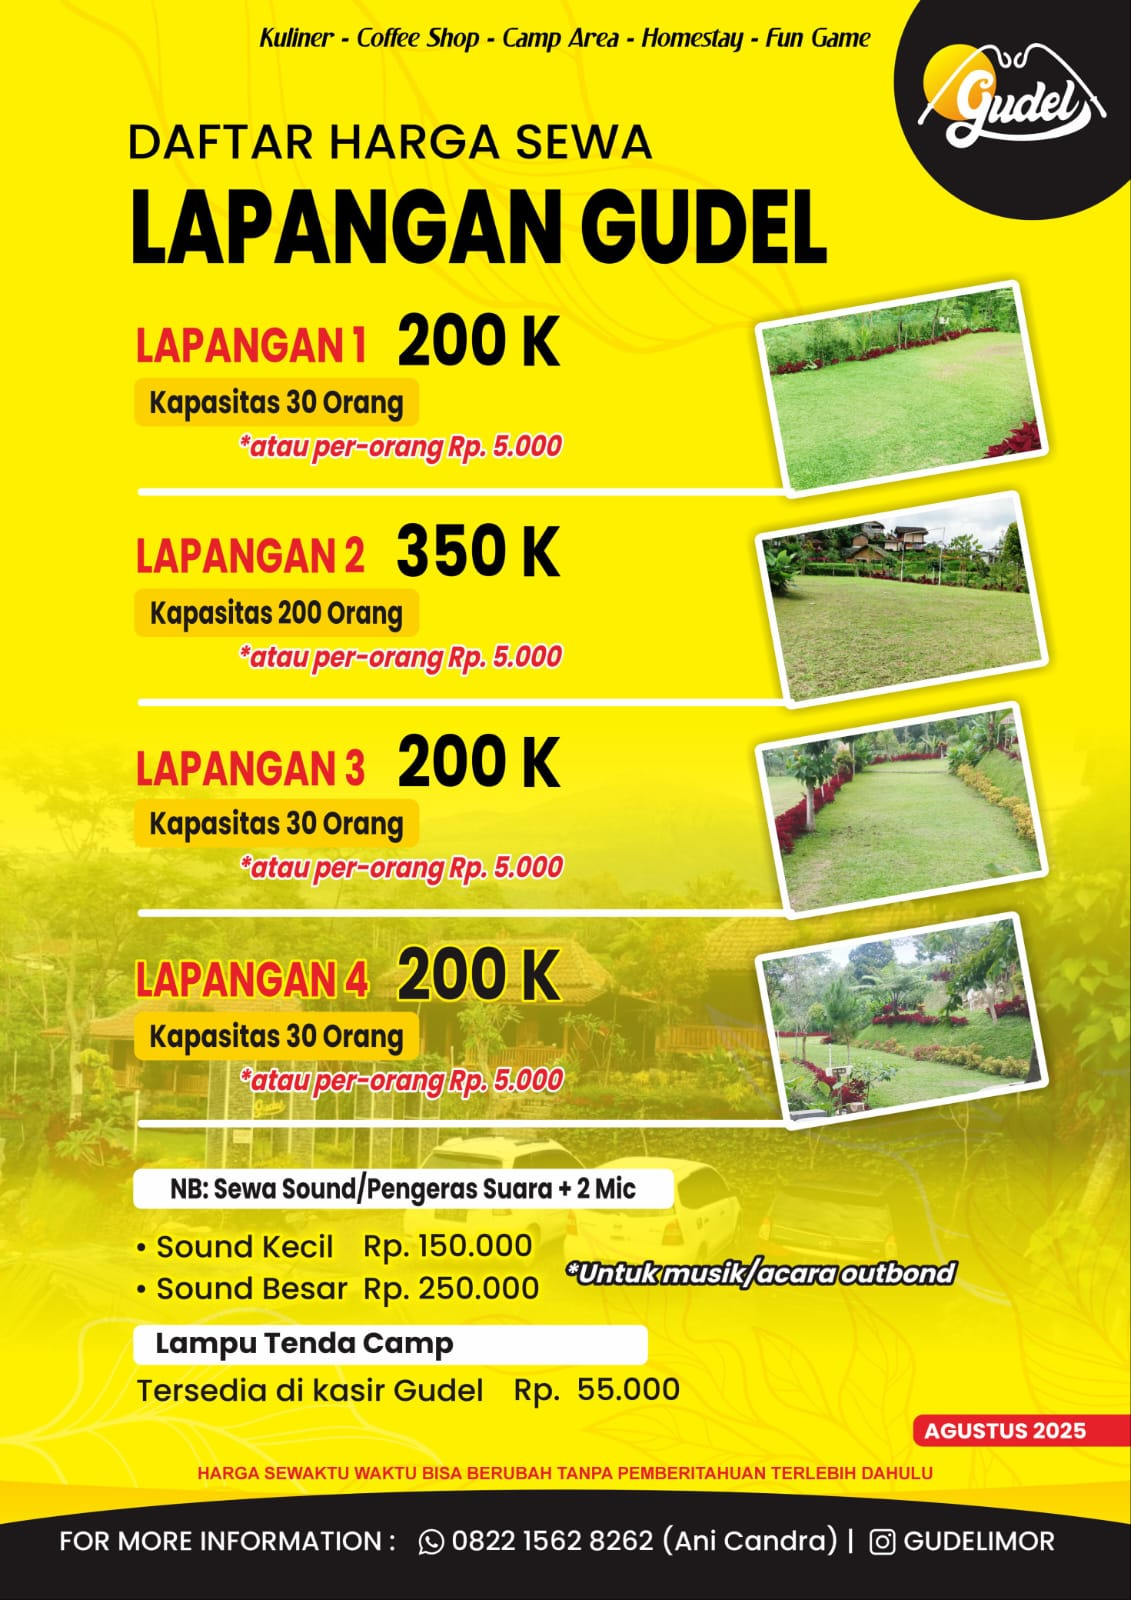 Kuliner - Coffee Shop - Camp Area - Homestay - Fun Game
Gudel
DAFTAR HARGA SEWA
LAPANGAN GUDEL
LAPANGAN 1 200 K
Kapasitas 30 Orang
*atau per-orang Rp. 5.000
LAPANGAN 2 350 K
Kapasitas 200 Orang
*atau per-orang Rp. 5.000
LAPANGAN 3 200 K
Kapasitas 30 Orang
*atau per-orang Rp. 5.000
LAPANGAN 4 200 K
Kapasitas 30 Orang
*atau per-orang Rp. 5.000
NB: Sewa Sound/Pengeras Suara + 2 Mic
• Sound Kecil Rp. 150.000
• Sound Besar Rp. 250.000
*Untuk musik/acara outbond
Lampu Tenda Camp
Tersedia di kasir Gudel Rp. 55.000
AGUSTUS 2025
HARGA SEWAKTU WAKTU BISA BERUBAH TANPA PEMBERITAHUAN TERLEBIH DAHULU
FOR MORE INFORMATION : 0822 1562 8262 (Ani Candra) | GUDELIMOR